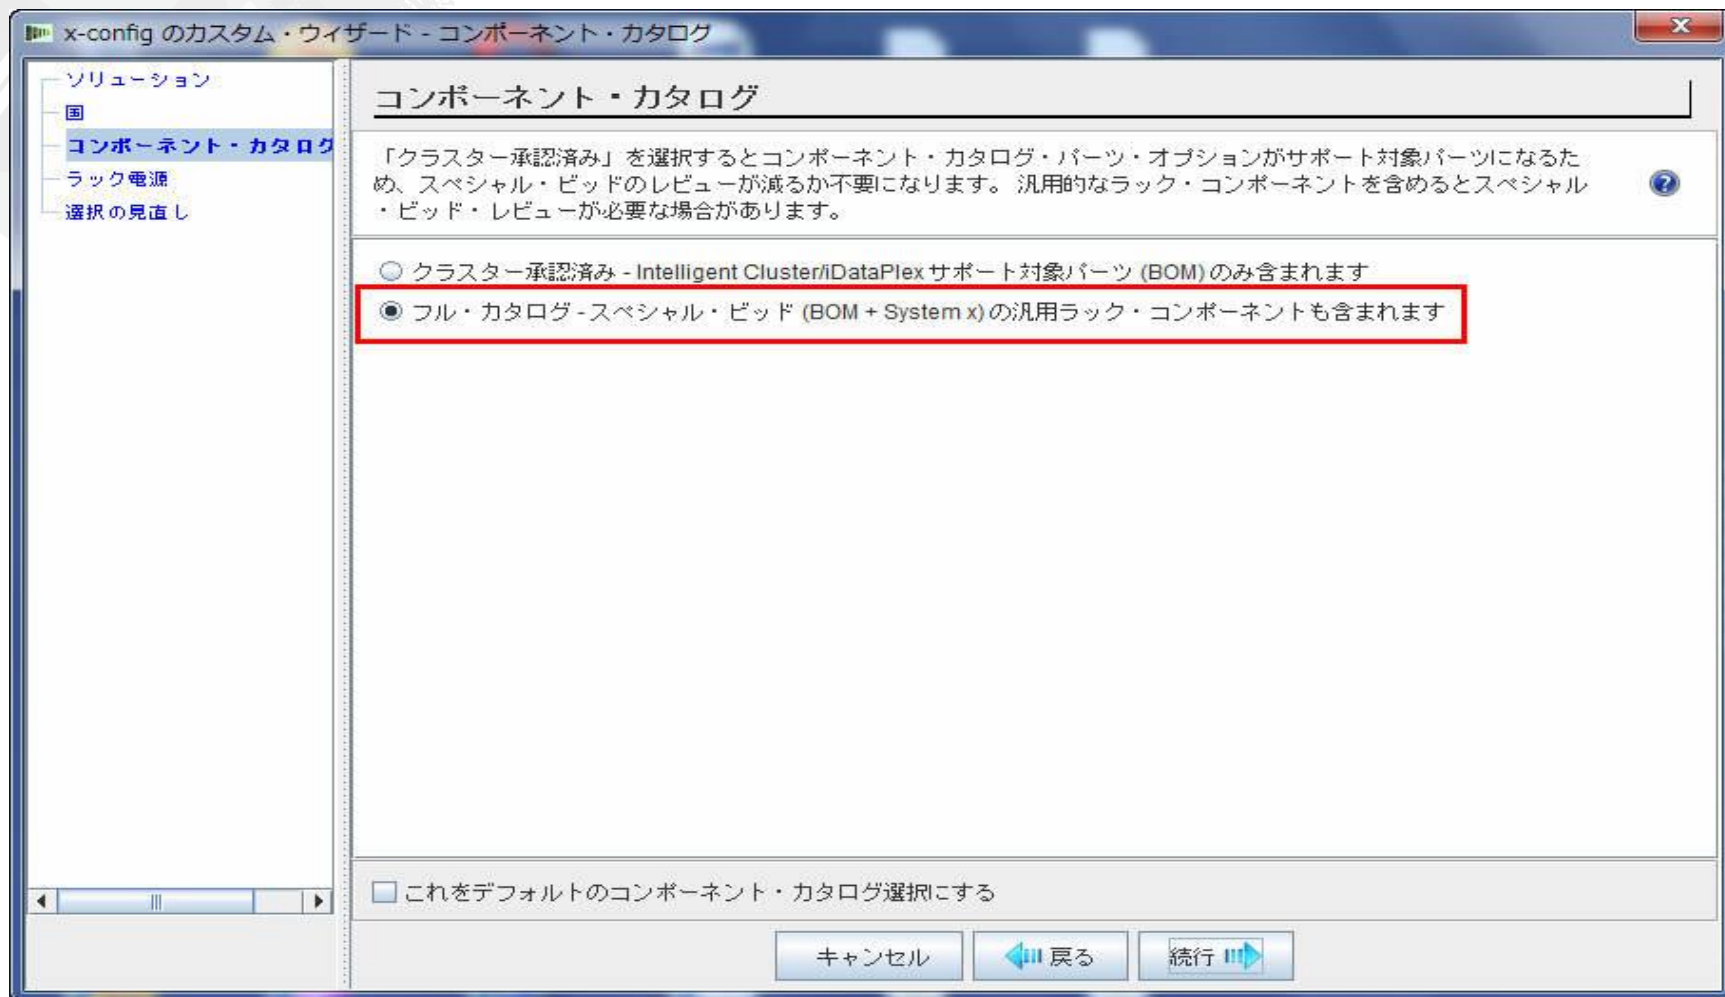 x-config のカスタム・ウィザード - コンポーネント・カタログ
ソリューション
国
コンポーネント・カタログ
ラック電源
選択の見直し
コンポーネント・カタログ
「クラスター承認済み」を選択するとコンポーネント・カタログ・パーツ・オプションがサポート対象パーツになるた
め、スペシャル・ビッドのレビューが減るか不要になります。 汎用的なラック・コンポーネントを含めるとスペシャル
・ビッド・レビューが必要な場合があります。
クラスター承認済み - Intelligent Cluster/iDataPlex サポート対象パーツ (BOM) のみ含まれます
フル・カタログ - スペシャル・ビッド (BOM + System x) の汎用ラック・コンポーネントも含まれます
これをデフォルトのコンポーネント・カタログ選択にする
キャンセル
戻る
続行